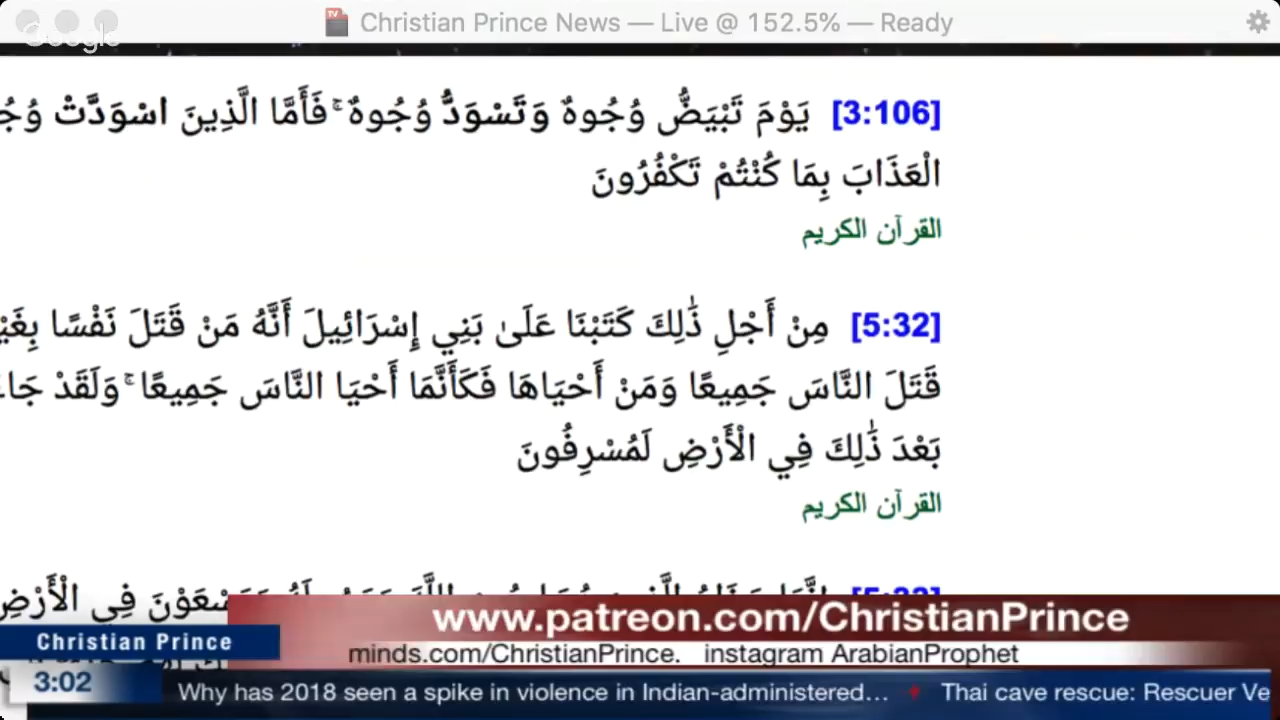 Christian Prince News — Live @ 152.5% — Ready
Google
[3:106] يَوْمَ تَبْيَضُّ وُجُوهٌ وَتَسْوَدُّ وُجُوهٌ ۚ فَأَمَّا الَّذِينَ اسْوَدَّتْ
الْعَذَابَ بِمَا كُنْتُمْ تَكْفُرُونَ
القرآن الكريم
[5:32] مِنْ أَجْلِ ذَٰلِكَ كَتَبْنَا عَلَىٰ بَنِي إِسْرَائِيلَ أَنَّهُ مَنْ قَتَلَ نَفْسًا
قَتَلَ النَّاسَ جَمِيعًا وَمَنْ أَحْيَاهَا فَكَأَنَّمَا أَحْيَا النَّاسَ جَمِيعًا ۚ وَلَقَدْ
بَعْدَ ذَٰلِكَ فِي الْأَرْضِ لَمُسْرِفُونَ
القرآن الكريم
فِي الْأَرْضِ
www.patreon.com/ChristianPrince
Christian Prince
minds.com/ChristianPrince. instagram ArabianProphet
3:02
Why has 2018 seen a spike in violence in Indian-administered... Thai cave rescue: Rescuer Ve